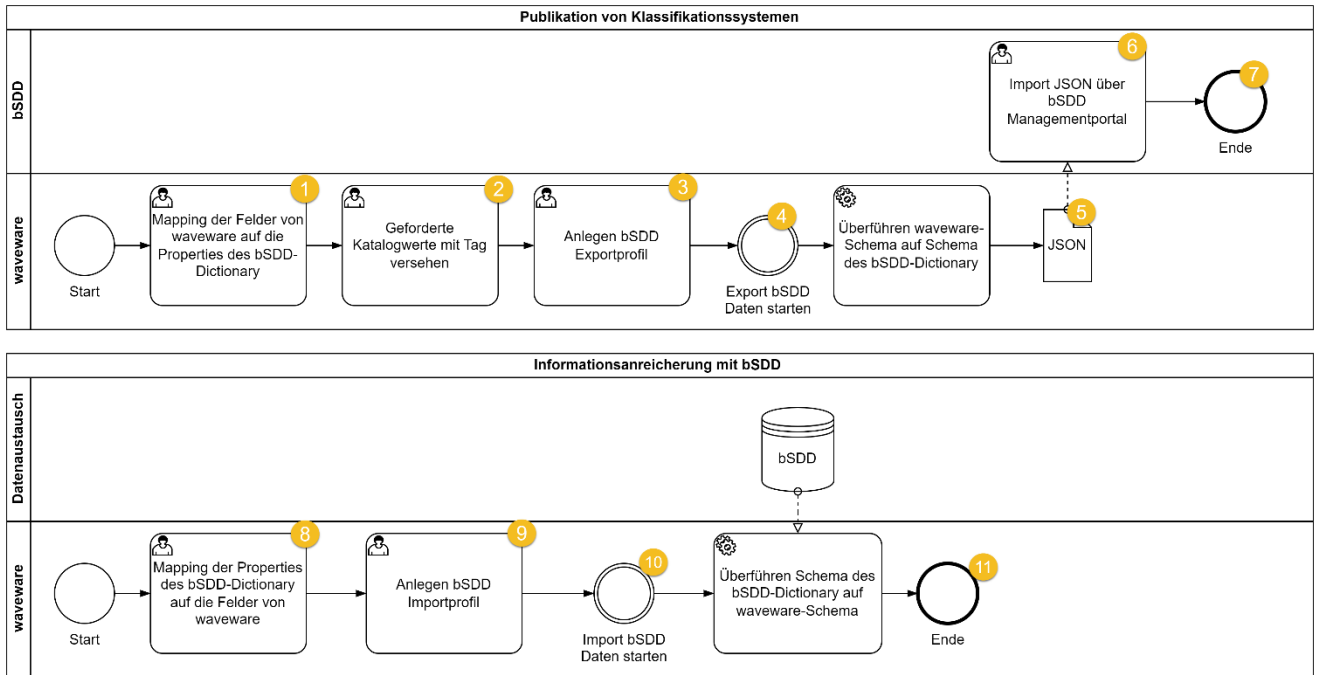 Publikation von Klassifikationssystemen
bSDD
6
Import JSON über
bSDD
Managementportal
7
Ende
waveware
Start
1
Mapping der Felder von
waveware auf die
Properties des bSDD-
Dictionary
2
Geforderte
Katalogwerte mit Tag
versehen
3
Anlegen bSDD
Exportprofil
4
Export bSDD
Daten starten
Überführen waveware-
Schema auf Schema
des bSDD-Dictionary
5
JSON
Informationsanreicherung mit bSDD
Datenaustausch
bSDD
waveware
Start
8
Mapping der Properties
des bSDD-Dictionary
auf die Felder von
waveware
9
Anlegen bSDD
Importprofil
10
Import bSDD
Daten starten
Überführen Schema des
bSDD-Dictionary auf
waveware-Schema
11
Ende